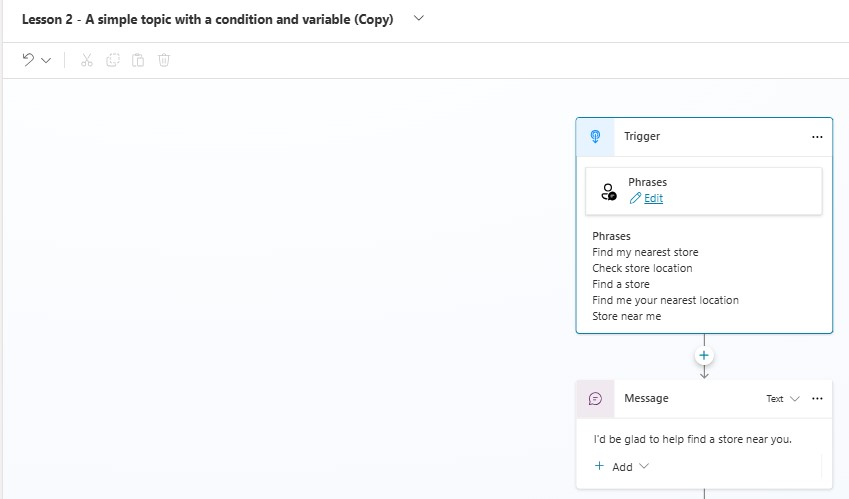 Lesson 2 - A simple topic with a condition and variable (Copy)
Trigger
Phrases
Edit
Phrases
Find my nearest store
Check store location
Find a store
Find me your nearest location
Store near me
Message Text
I'd be glad to help find a store near you.
+ Add